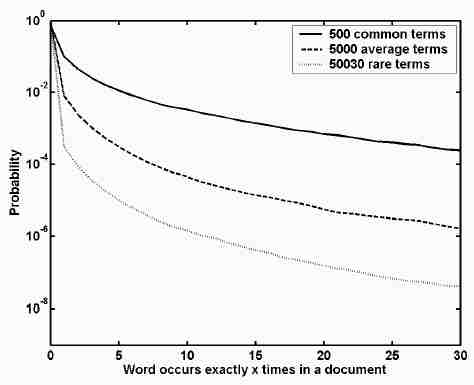 10^0
500 common terms
5000 average terms
50030 rare terms
10^-2
10^-4
10^-6
10^-8
Probability
0 5 10 15 20 25 30
Word occurs exactly x times in a document